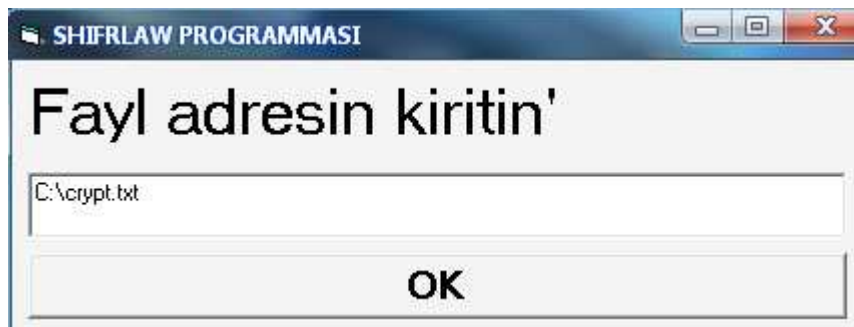 SHIFRLAW PROGRAMMASI
Fayl adresin kiritin'
C:\crypt.txt
OK